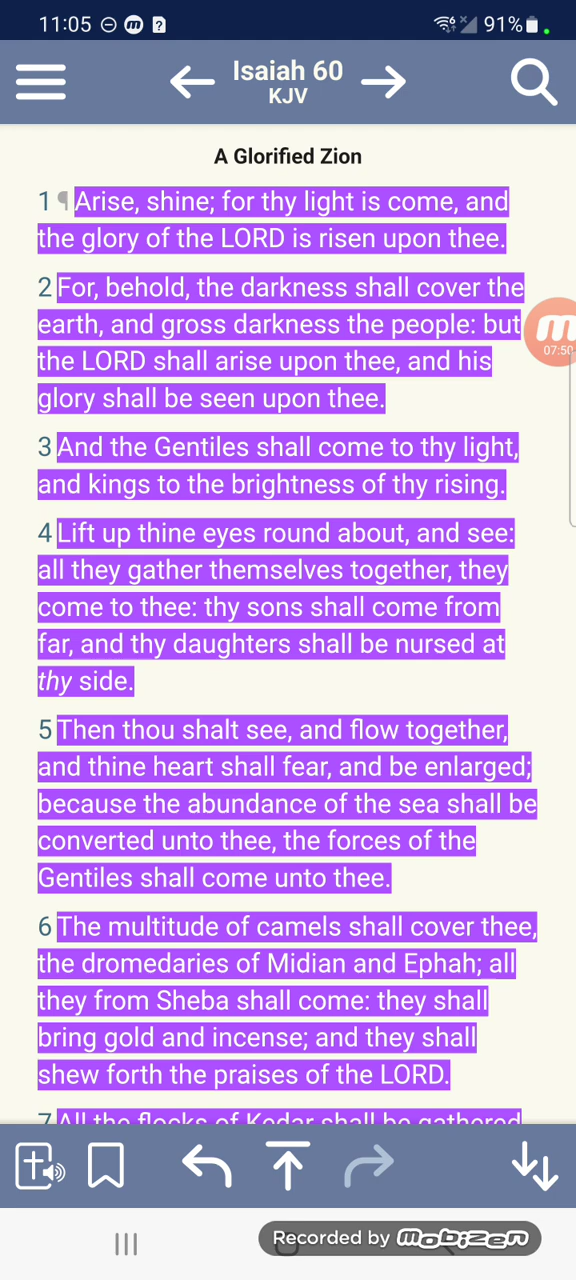 11:05
91%
Isaiah 60
KJV
A Glorified Zion
1 ¶ Arise, shine; for thy light is come, and
the glory of the LORD is risen upon thee.
2 For, behold, the darkness shall cover the
earth, and gross darkness the people: but
the LORD shall arise upon thee, and his
glory shall be seen upon thee.
07:50
3 And the Gentiles shall come to thy light,
and kings to the brightness of thy rising.
4 Lift up thine eyes round about, and see:
all they gather themselves together, they
come to thee: thy sons shall come from
far, and thy daughters shall be nursed at
thy side.
5 Then thou shalt see, and flow together,
and thine heart shall fear, and be enlarged;
because the abundance of the sea shall be
converted unto thee, the forces of the
Gentiles shall come unto thee.
6 The multitude of camels shall cover thee,
the dromedaries of Midian and Ephah; all
they from Sheba shall come: they shall
bring gold and incense; and they shall
shew forth the praises of the LORD.
7 All the flocks of Kedar shall be gathered
Recorded by Mobizen